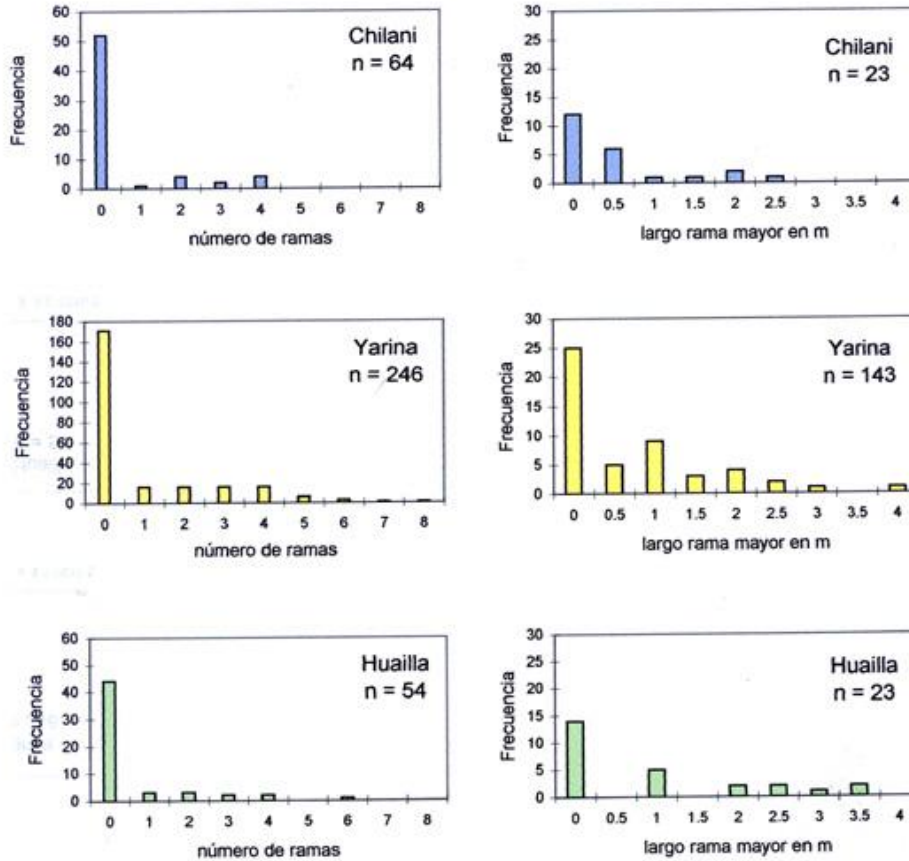 60
50
40
30
20
10
0
Frecuencia
Chilani
n = 64
0 1 2 3 4 5 6 7 8
número de ramas
30
25
20
15
10
5
0
Frecuencia
Chilani
n = 23
0 0.5 1 1.5 2 2.5 3 3.5 4
largo rama mayor en m
180
160
140
120
100
80
60
40
20
0
Frecuencia
Yarina
n = 246
0 1 2 3 4 5 6 7 8
número de ramas
30
25
20
15
10
5
0
Frecuencia
Yarina
n = 143
0 0.5 1 1.5 2 2.5 3 3.5 4
largo rama mayor en m
60
50
40
30
20
10
0
Frecuencia
Huailla
n = 54
0 1 2 3 4 5 6 7 8
número de ramas
30
25
20
15
10
5
0
Frecuencia
Huailla
n = 23
0 0.5 1 1.5 2 2.5 3 3.5 4
largo rama mayor en m